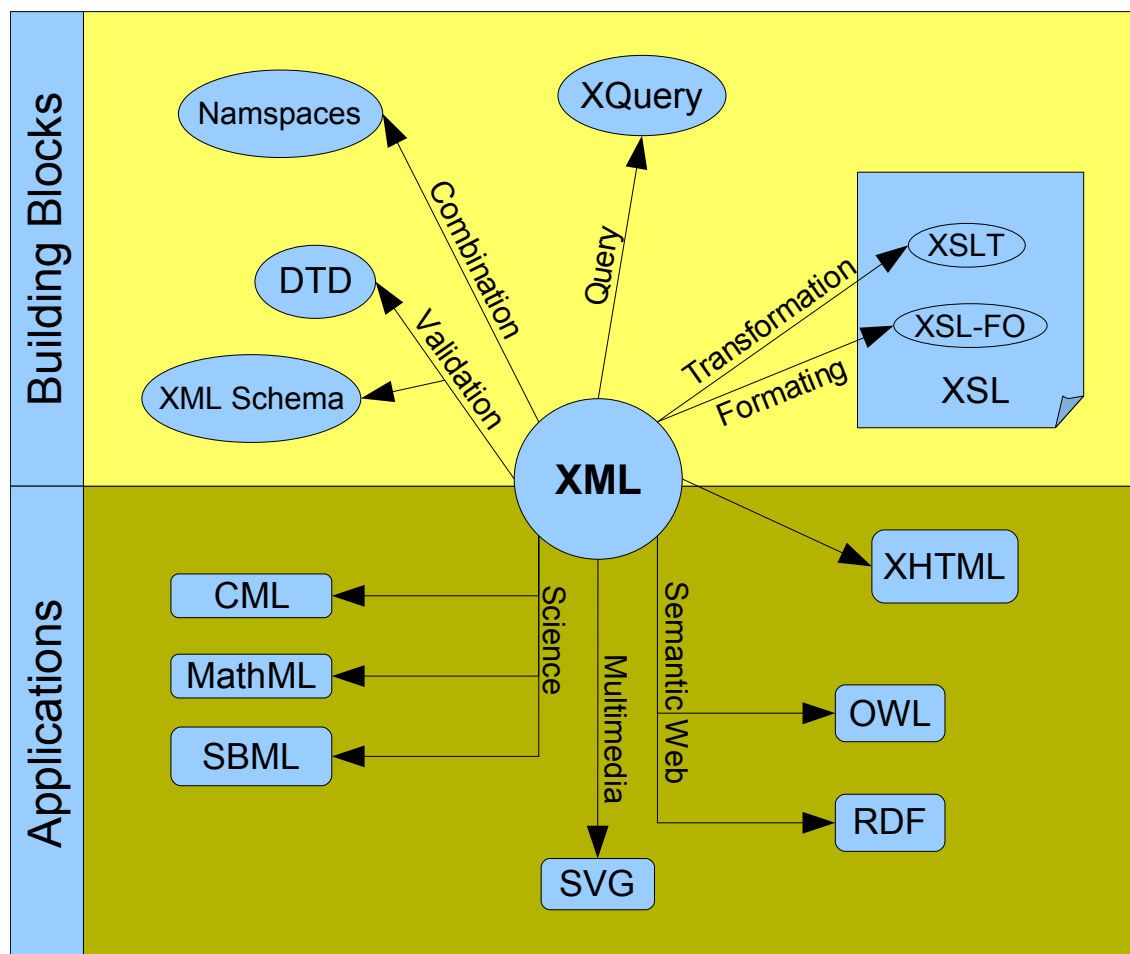 Building Blocks
Namspaces
XQuery
Combination
Query
DTD
XSLT
Transformation
Validation
XSL-FO
Formating
XML Schema
XSL
XML
Applications
XHTML
CML
Science
Semantic Web
MathML
Multimedia
OWL
SBML
RDF
SVG